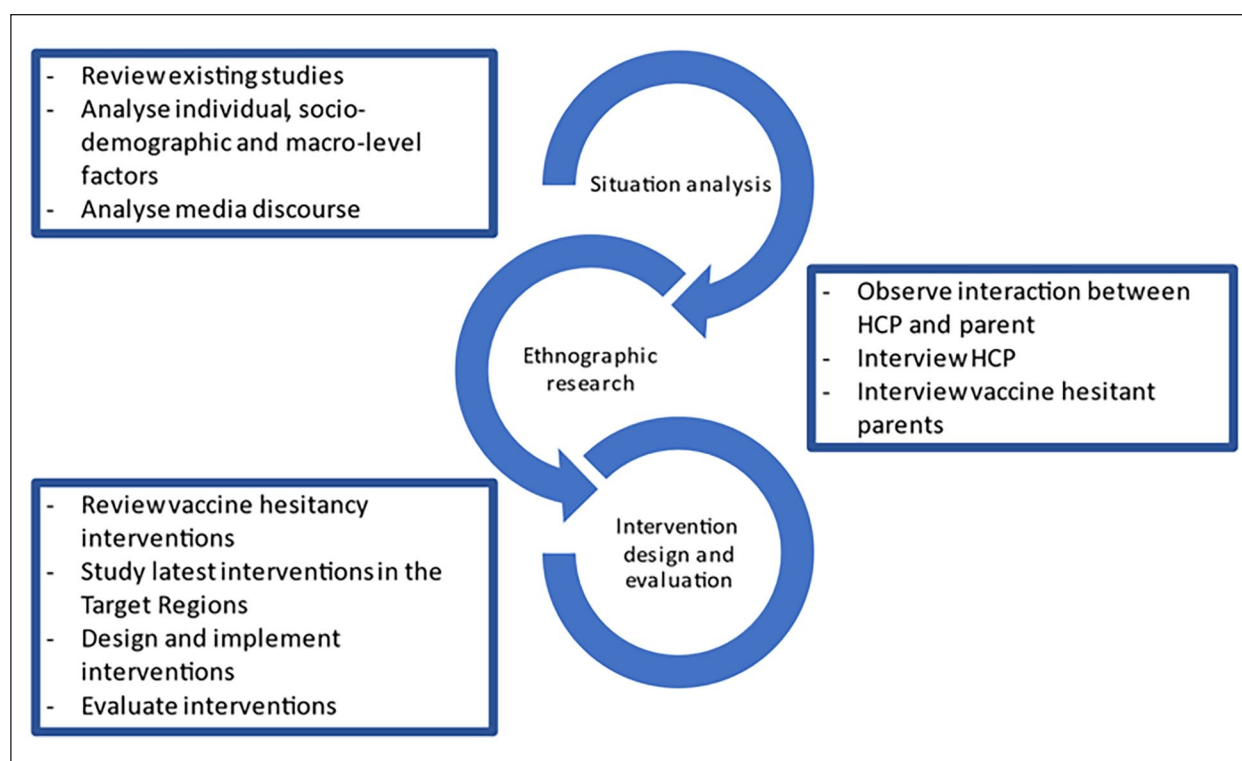 - Review existing studies
- Analyse individual, socio-
demographic and macro-level
factors
- Analyse media discourse
Situation analysis
- Observe interaction between
HCP and parent
- Interview HCP
- Interview vaccine hesitant
parents
Ethnographic
research
- Review vaccine hesitancy
interventions
- Study latest interventions in the
Target Regions
- Design and implement
interventions
- Evaluate interventions
Intervention
design and
evaluation